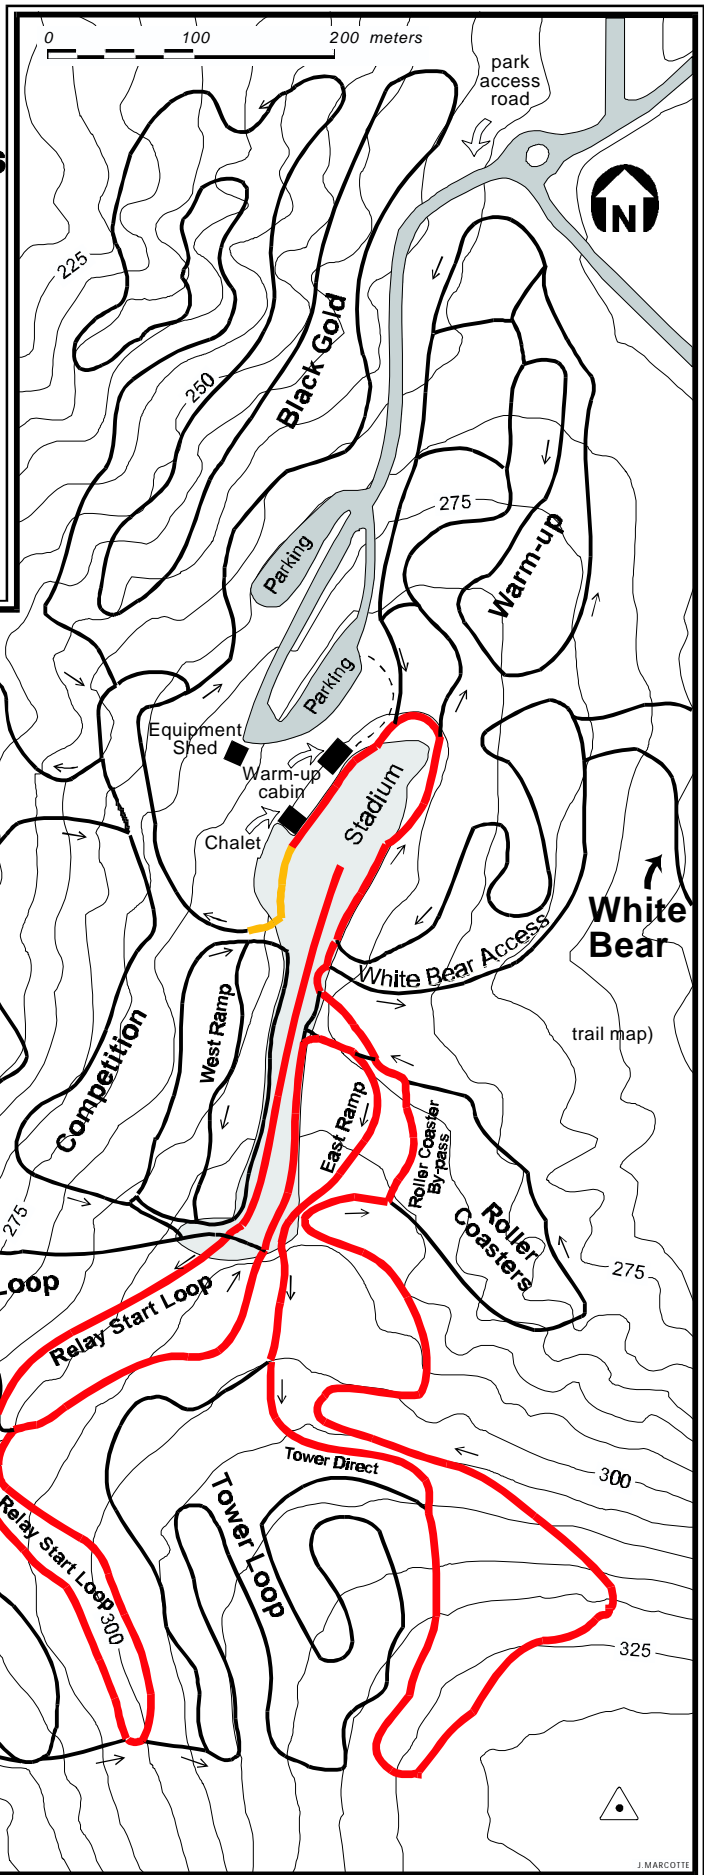 0 100 200 meters
park
access
road
s
N
225
250
Black Gold
275
Parking
Warm-up
Parking
Equipment
Shed
Warm-up
cabin
Stadium
Chalet
White
Bear
White Bear Access
trail map)
West Ramp
Competition
East Ramp
Roller Coaster
By-pass
Roller
Coasters
275
275
Loop
Relay Start Loop
Tower Direct
300
Tower Loop
Relay Start Loop
300
325
J. MARCOTTE